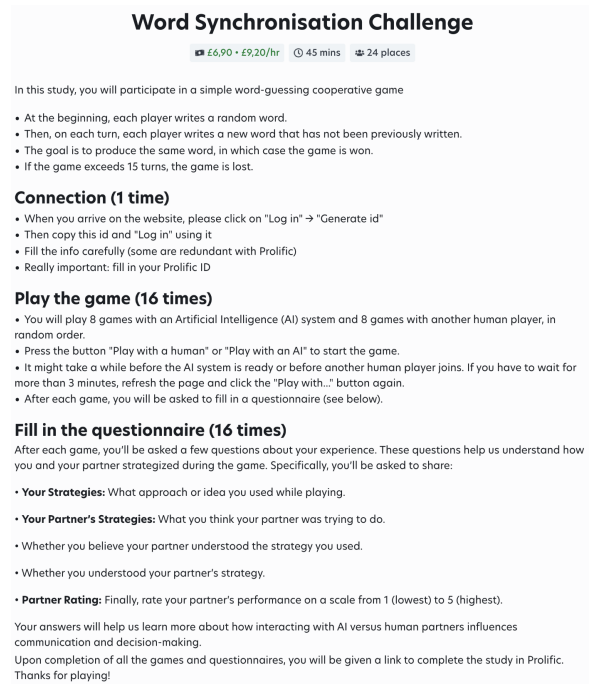 Word Synchronisation Challenge
£6,90 • £9,20/hr 45 mins 24 places
In this study, you will participate in a simple word-guessing cooperative game
• At the beginning, each player writes a random word.
• Then, on each turn, each player writes a new word that has not been previously written.
• The goal is to produce the same word, in which case the game is won.
• If the game exceeds 15 turns, the game is lost.
Connection (1 time)
• When you arrive on the website, please click on "Log in" → "Generate id"
• Then copy this id and "Log in" using it
• Fill the info carefully (some are redundant with Prolific)
• Really important: fill in your Prolific ID
Play the game (16 times)
• You will play 8 games with an Artificial Intelligence (AI) system and 8 games with another human player, in
random order.
• Press the button "Play with a human" or "Play with an AI" to start the game.
• It might take a while before the AI system is ready or before another human player joins. If you have to wait for
more than 3 minutes, refresh the page and click the "Play with..." button again.
• After each game, you will be asked to fill in a questionnaire (see below).
Fill in the questionnaire (16 times)
After each game, you'll be asked a few questions about your experience. These questions help us understand how
you and your partner strategized during the game. Specifically, you'll be asked to share:
• Your Strategies: What approach or idea you used while playing.
• Your Partner's Strategies: What you think your partner was trying to do.
• Whether you believe your partner understood the strategy you used.
• Whether you understood your partner's strategy.
• Partner Rating: Finally, rate your partner's performance on a scale from 1 (lowest) to 5 (highest).
Your answers will help us learn more about how interacting with AI versus human partners influences
communication and decision-making.
Upon completion of all the games and questionnaires, you will be given a link to complete the study in Prolific.
Thanks for playing!